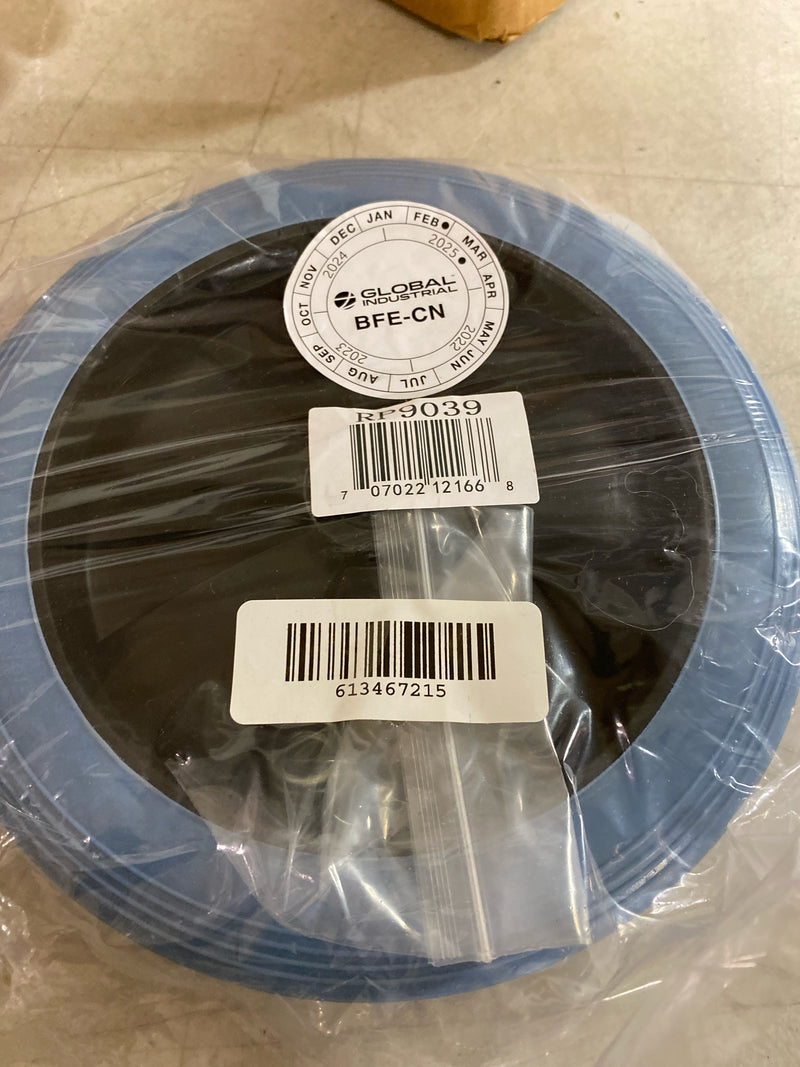 JAN
FEB
MAR
APR
MAY
JUN
JUL
AUG
SEP
OCT
NOV
DEC
2024
2025
2022
2023
GLOBAL™
INDUSTRIAL
BFE-CN
RP9039
7 07022 12166 8
613467215